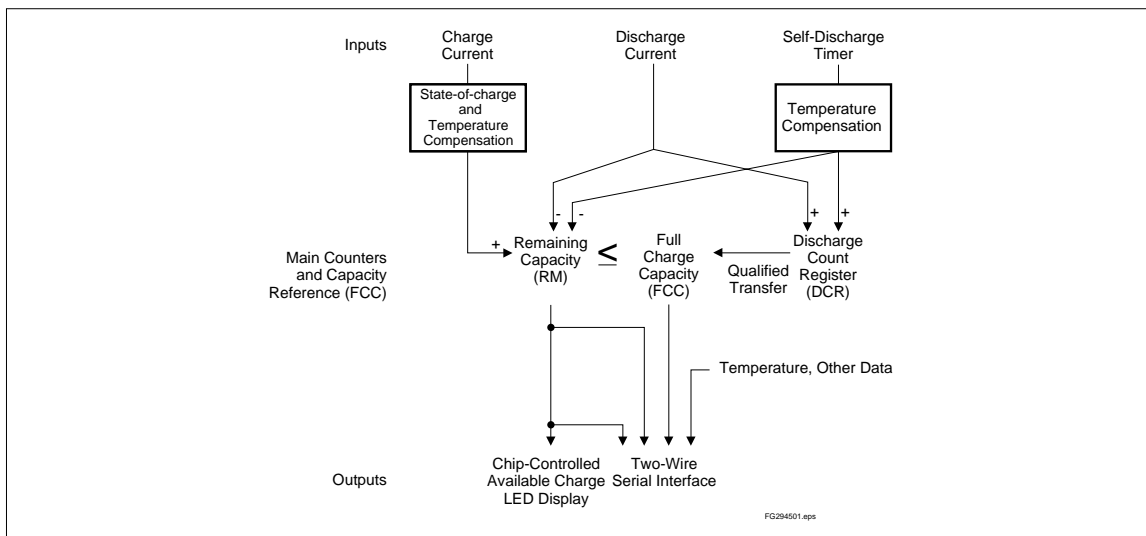 Inputs
Charge
Current
Discharge
Current
Self-Discharge
Timer
State-of-charge
and
Temperature
Compensation
Temperature
Compensation
- -
+ +
+
Main Counters
and Capacity
Reference (FCC)
Remaining
Capacity
(RM)
≤
Full
Charge
Capacity
(FCC)
Qualified
Transfer
Discharge
Count
Register
(DCR)
Temperature, Other Data
Outputs
Chip-Controlled
Available Charge
LED Display
Two-Wire
Serial Interface
FG294501.eps